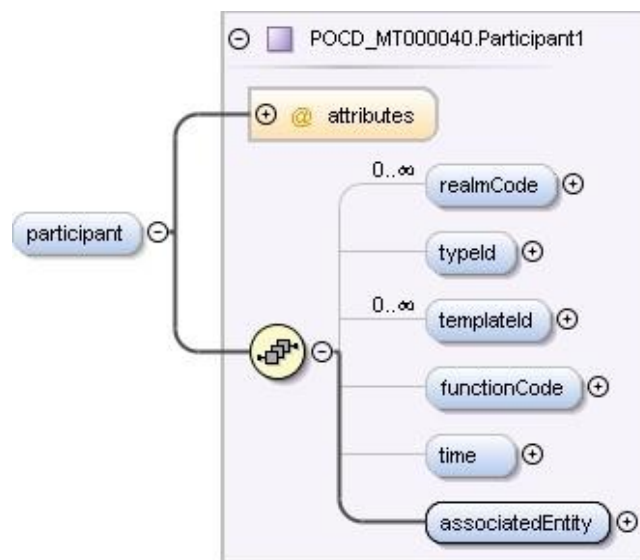 POCD_MT000040.Participant1
@ attributes
0..∞
realmCode
participant
typeId
0..∞
templateId
functionCode
time
associatedEntity